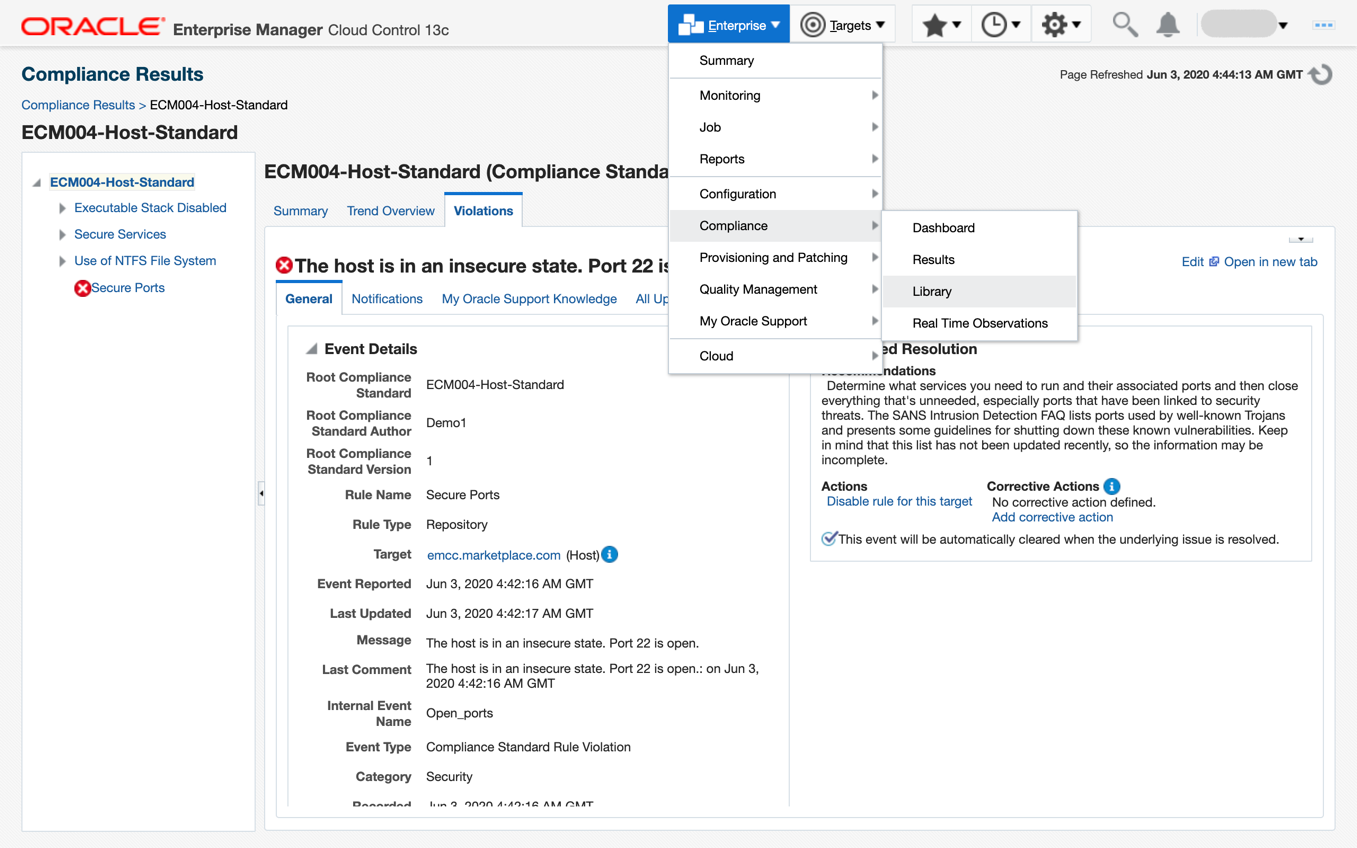 ORACLE Enterprise Manager Cloud Control 13c
Enterprise
Targets
Compliance Results
Page Refreshed Jun 3, 2020 4:44:13 AM GMT
Compliance Results > ECM004-Host-Standard
ECM004-Host-Standard
Summary
Monitoring
Job
Reports
Configuration
Compliance
Provisioning and Patching
Quality Management
My Oracle Support
Cloud
Dashboard
Results
Library
Real Time Observations
ECM004-Host-Standard
Executable Stack Disabled
Secure Services
Use of NTFS File System
Secure Ports
ECM004-Host-Standard (Compliance Standa
Summary
Trend Overview
Violations
The host is in an insecure state. Port 22 is
Edit
Open in new tab
General
Notifications
My Oracle Support Knowledge
All Up
Event Details
Root Compliance Standard ECM004-Host-Standard
Root Compliance Standard Author Demo1
Root Compliance Standard Version 1
Rule Name Secure Ports
Rule Type Repository
Target emcc.marketplace.com (Host)
Event Reported Jun 3, 2020 4:42:16 AM GMT
Last Updated Jun 3, 2020 4:42:17 AM GMT
Message The host is in an insecure state. Port 22 is open.
Last Comment The host is in an insecure state. Port 22 is open.: on Jun 3,
2020 4:42:16 AM GMT
Internal Event Name Open_ports
Event Type Compliance Standard Rule Violation
Category Security
Recorded Jun 3, 2020 4:42:16 AM GMT
ed Resolution
Recommendations
Determine what services you need to run and their associated ports and then close
everything that's unneeded, especially ports that have been linked to security
threats. The SANS Intrusion Detection FAQ lists ports used by well-known Trojans
and presents some guidelines for shutting down these known vulnerabilities. Keep
in mind that this list has not been updated recently, so the information may be
incomplete.
Actions
Disable rule for this target
Corrective Actions
No corrective action defined.
Add corrective action
This event will be automatically cleared when the underlying issue is resolved.